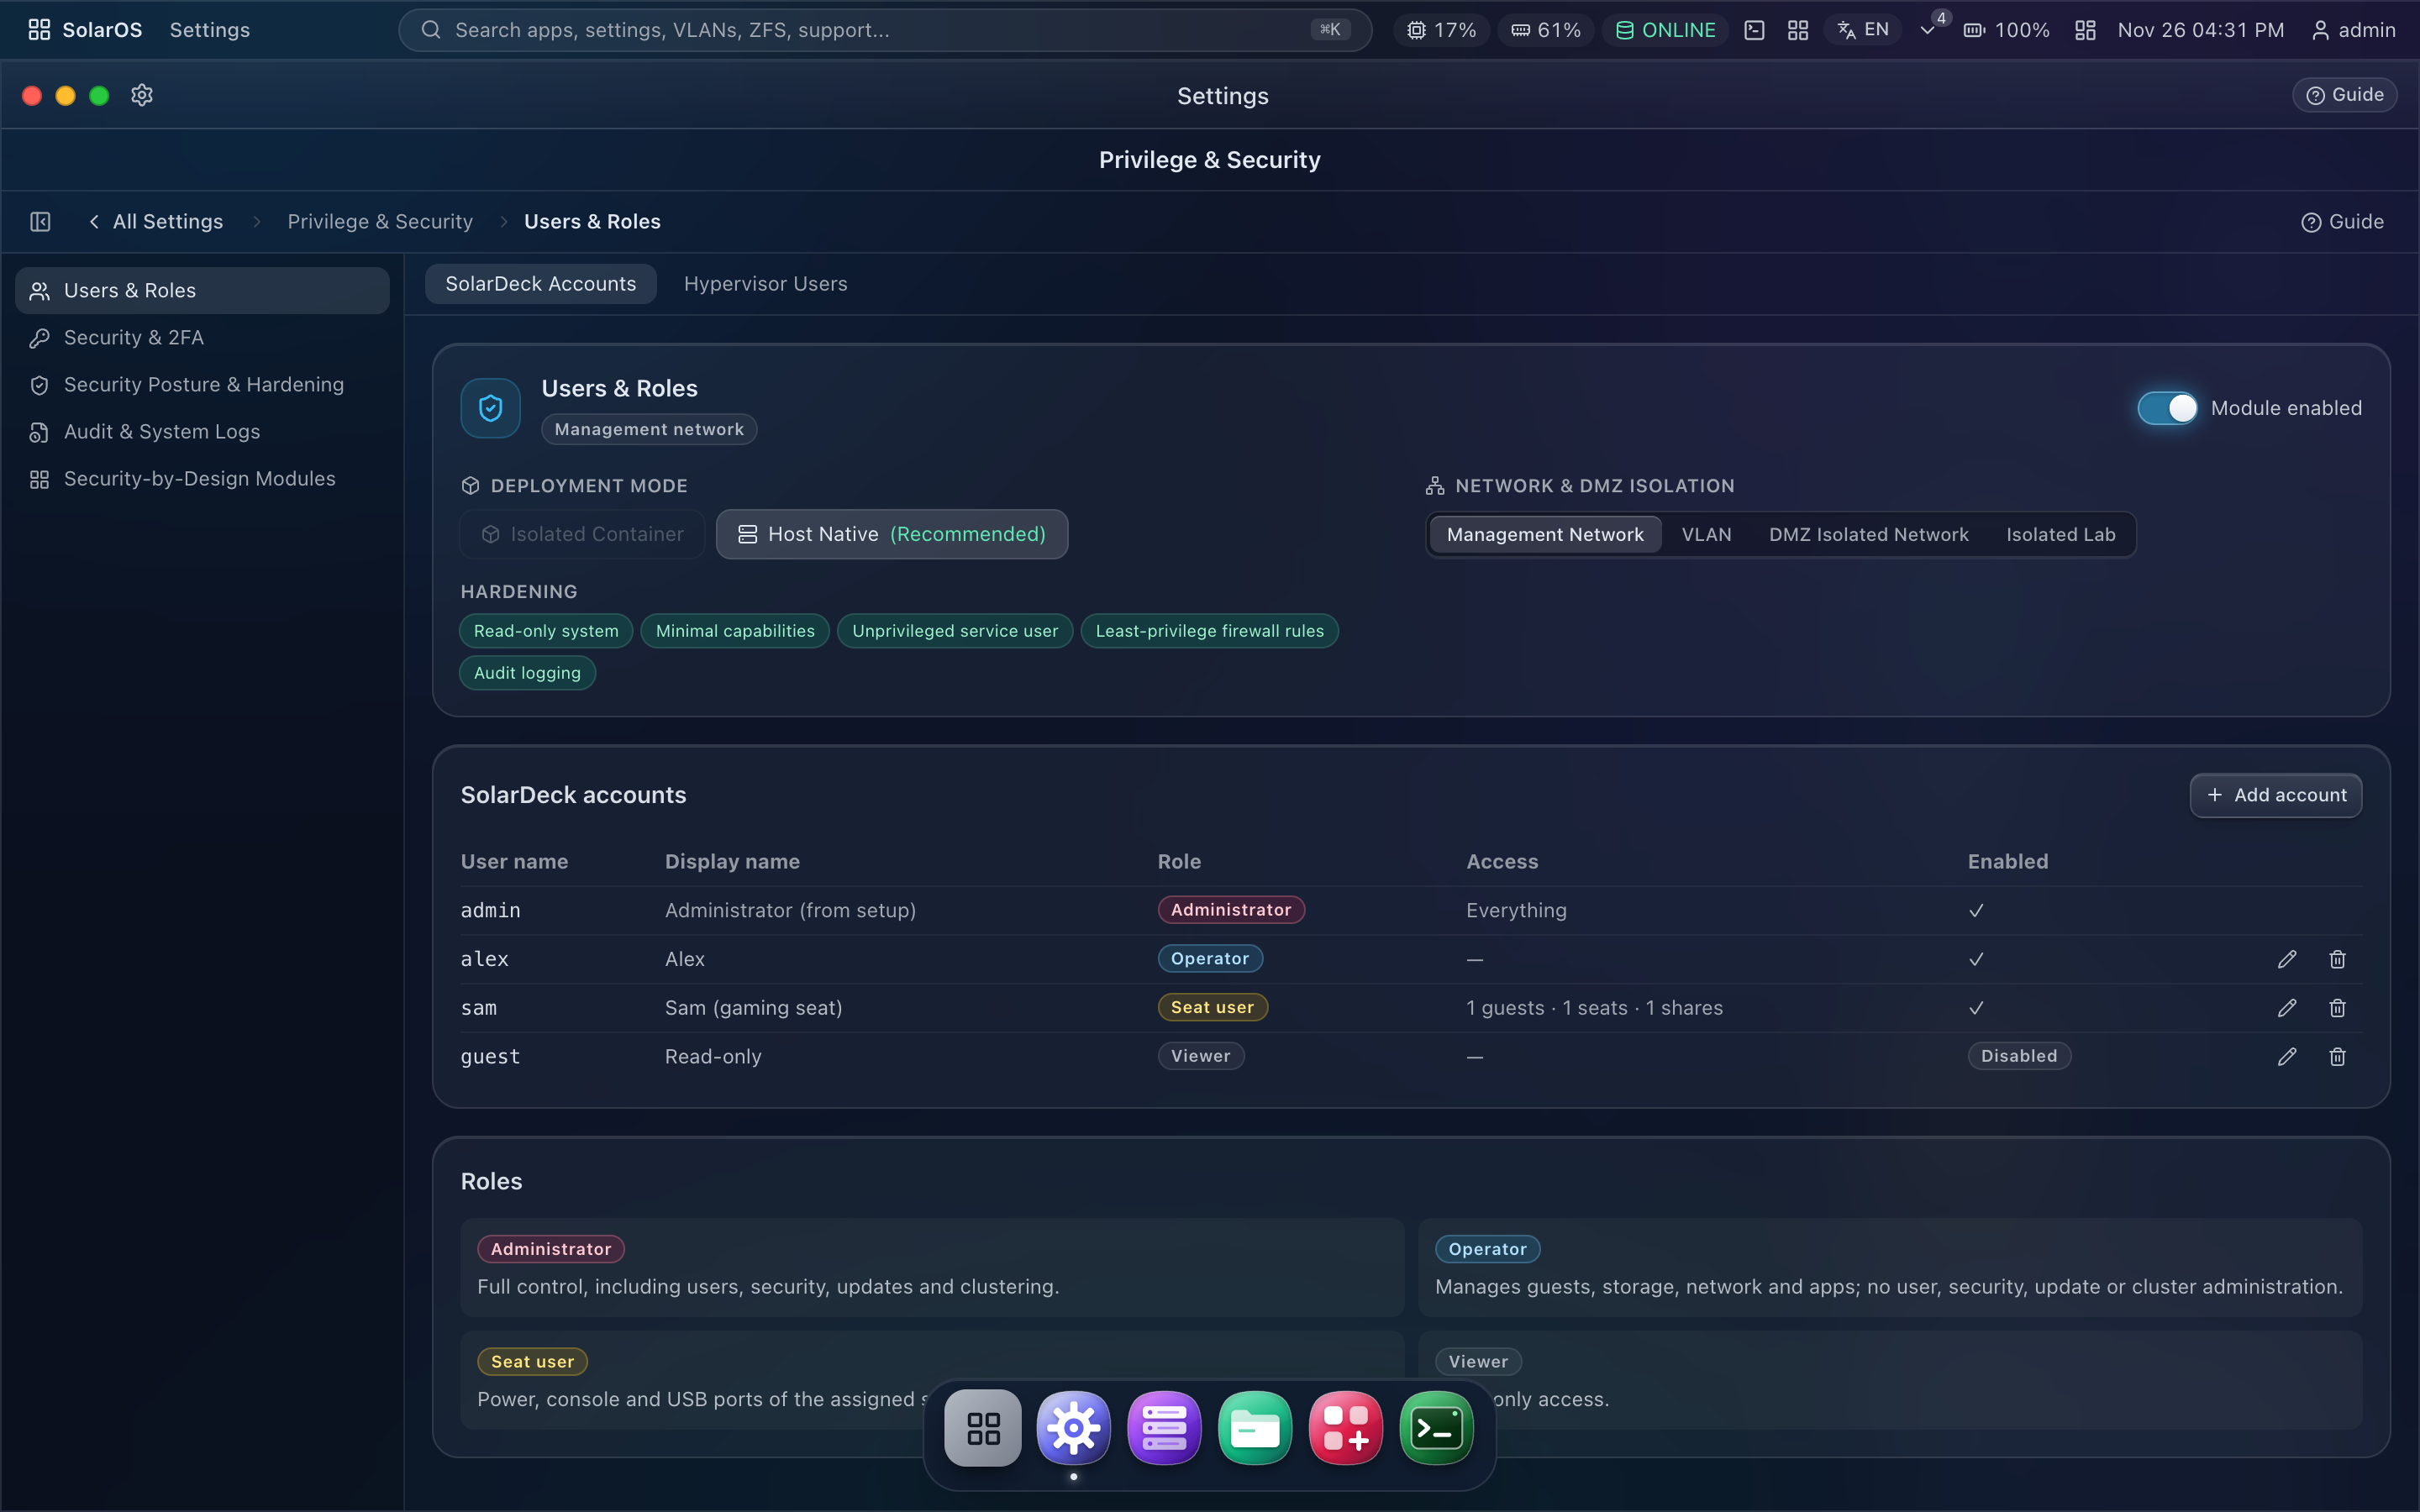 SolarOS Settings Search apps, settings, VLANs, ZFS, support... ⌘K 17% 61% ONLINE EN 4 100% Nov 26 04:31 PM admin
Settings Guide
Privilege & Security
All Settings Privilege & Security Users & Roles Guide
Users & Roles
Security & 2FA
Security Posture & Hardening
Audit & System Logs
Security-by-Design Modules
SolarDeck Accounts Hypervisor Users
Users & Roles
Management network
Module enabled
DEPLOYMENT MODE
Isolated Container Host Native (Recommended)
NETWORK & DMZ ISOLATION
Management Network VLAN DMZ Isolated Network Isolated Lab
HARDENING
Read-only system Minimal capabilities Unprivileged service user Least-privilege firewall rules
Audit logging
SolarDeck accounts Add account
User name Display name Role Access Enabled
admin Administrator (from setup) Administrator Everything
alex Alex Operator —
sam Sam (gaming seat) Seat user 1 guests · 1 seats · 1 shares
guest Read-only Viewer — Disabled
Roles
Administrator
Full control, including users, security, updates and clustering.
Operator
Manages guests, storage, network and apps; no user, security, update or cluster administration.
Seat user
Power, console and USB ports of the assigned
Viewer
only access.